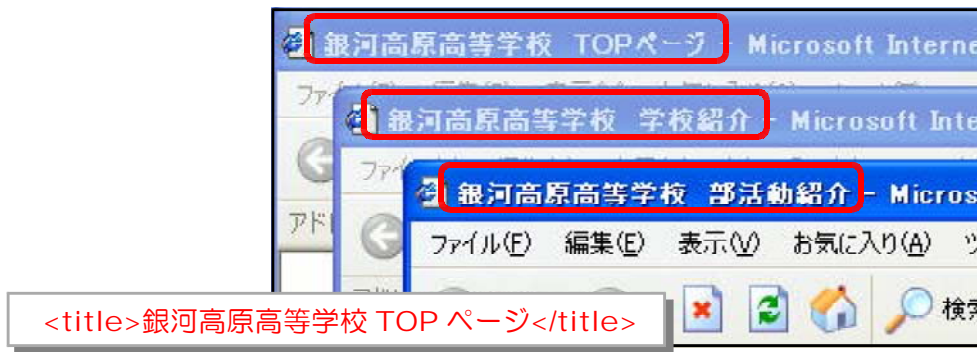 銀河高原高等学校 TOPページ - Microsoft Interne
ファイル
銀河高原高等学校 学校紹介 - Microsoft Inte
ファイ
銀河高原高等学校 部活動紹介 - Micros
アド
ファイル(F) 編集(E) 表示(V) お気に入り(A) ツ
検索
<title>銀河高原高等学校 TOP ページ</title>